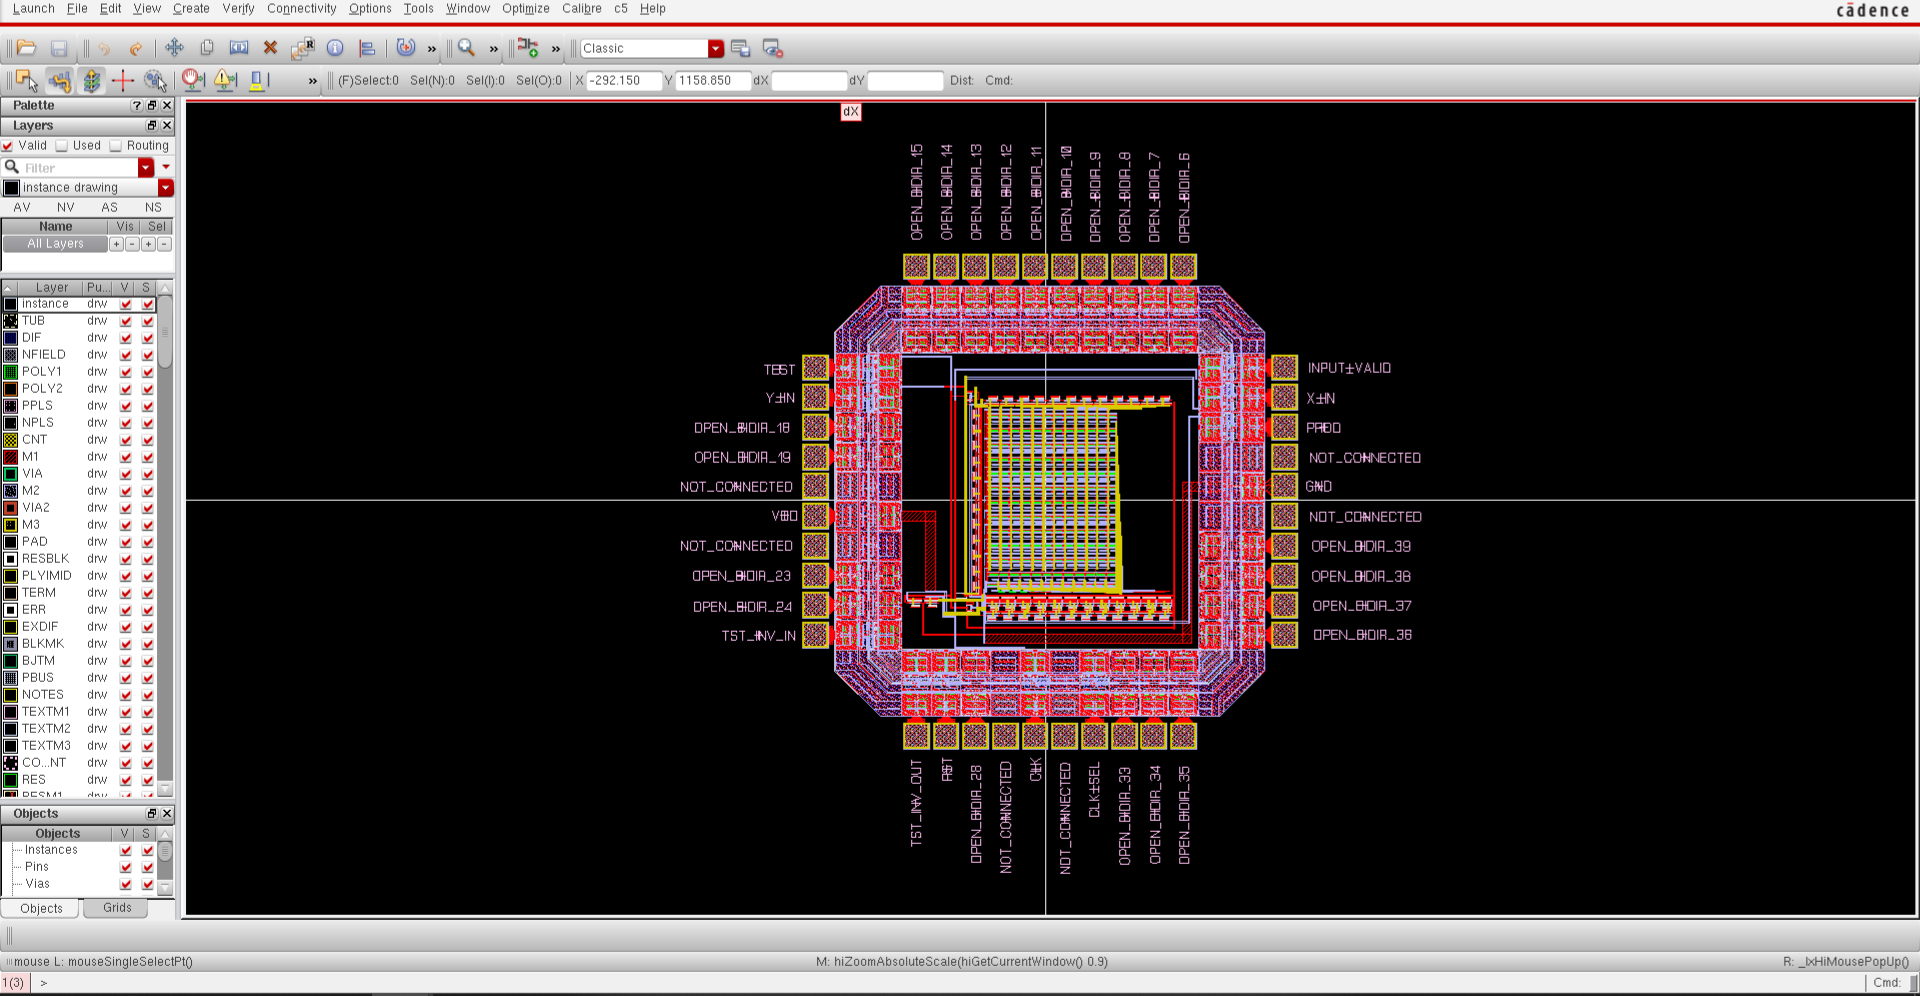 Launch File Edit View Create Verify Connectivity Options Tools Window Optimize Calibre c5 Help
cādence
» » » Classic
» (F)Select:0 Sel(N):0 Sel(I):0 Sel(O):0 X -292.150 Y 1158.850 dX dY Dist: Cmd:
Palette
Layers
Valid Used Routing
Filter
instance drawing
AV NV AS NS
Name Vis Sel
All Layers + - + -
Layer Pu... V S
instance drw
TUB drw
DIF drw
NFIELD drw
POLY1 drw
POLY2 drw
PPLS drw
NPLS drw
CNT drw
M1 drw
VIA drw
M2 drw
VIA2 drw
M3 drw
PAD drw
RESBLK drw
PLYIMID drw
TERM drw
ERR drw
EXDIF drw
BLKMK drw
BJTM drw
PBUS drw
NOTES drw
TEXTM1 drw
TEXTM2 drw
TEXTM3 drw
CO...NT drw
RES drw
RESM1 drw
Objects
Objects V S
Instances
Pins
Vias
Objects Grids
dX
OPEN_BIDIR_15
OPEN_BIDIR_14
OPEN_BIDIR_13
OPEN_BIDIR_12
OPEN_BIDIR_11
OPEN_BIDIR_10
OPEN_BIDIR_9
OPEN_BIDIR_8
OPEN_BIDIR_7
OPEN_BIDIR_6
TEST
Y_IN
OPEN_BIDIR_18
OPEN_BIDIR_19
NOT_CONNECTED
VDD
NOT_CONNECTED
OPEN_BIDIR_23
OPEN_BIDIR_24
TST_INV_IN
INPUT_VALID
X_IN
NOT_CONNECTED
GND
NOT_CONNECTED
OPEN_BIDIR_39
OPEN_BIDIR_38
OPEN_BIDIR_37
OPEN_BIDIR_36
TST_INV_OUT
RST
OPEN_BIDIR_28
NOT_CONNECTED
CLK
NOT_CONNECTED
CLK_SEL
OPEN_BIDIR_33
OPEN_BIDIR_34
OPEN_BIDIR_35
mouse L: mouseSingleSelectPt() M: hiZoomAbsoluteScale(hiGetCurrentWindow() 0.9) R: _lxHiMousePopUp()
1(3) > Cmd: